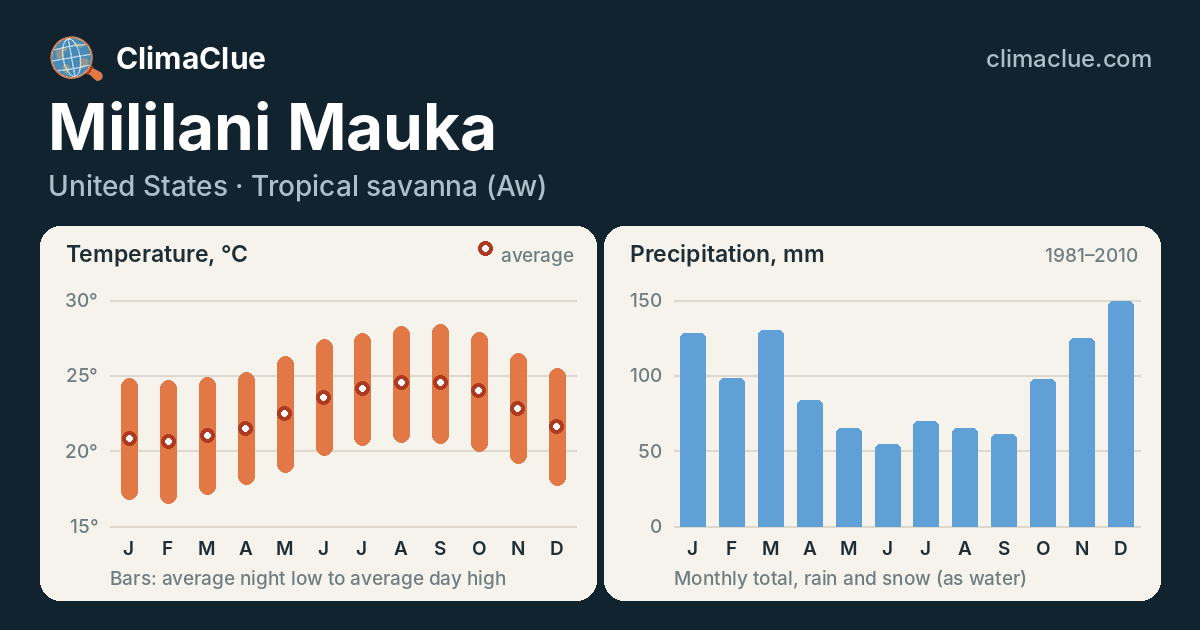 ClimaClue
climaclue.com
Mililani Mauka
United States · Tropical savanna (Aw)
Temperature, °C
average
30°
25°
20°
15°
J F M A M J J A S O N D
Bars: average night low to average day high
Precipitation, mm
1981–2010
150
100
50
0
J F M A M J J A S O N D
Monthly total, rain and snow (as water)